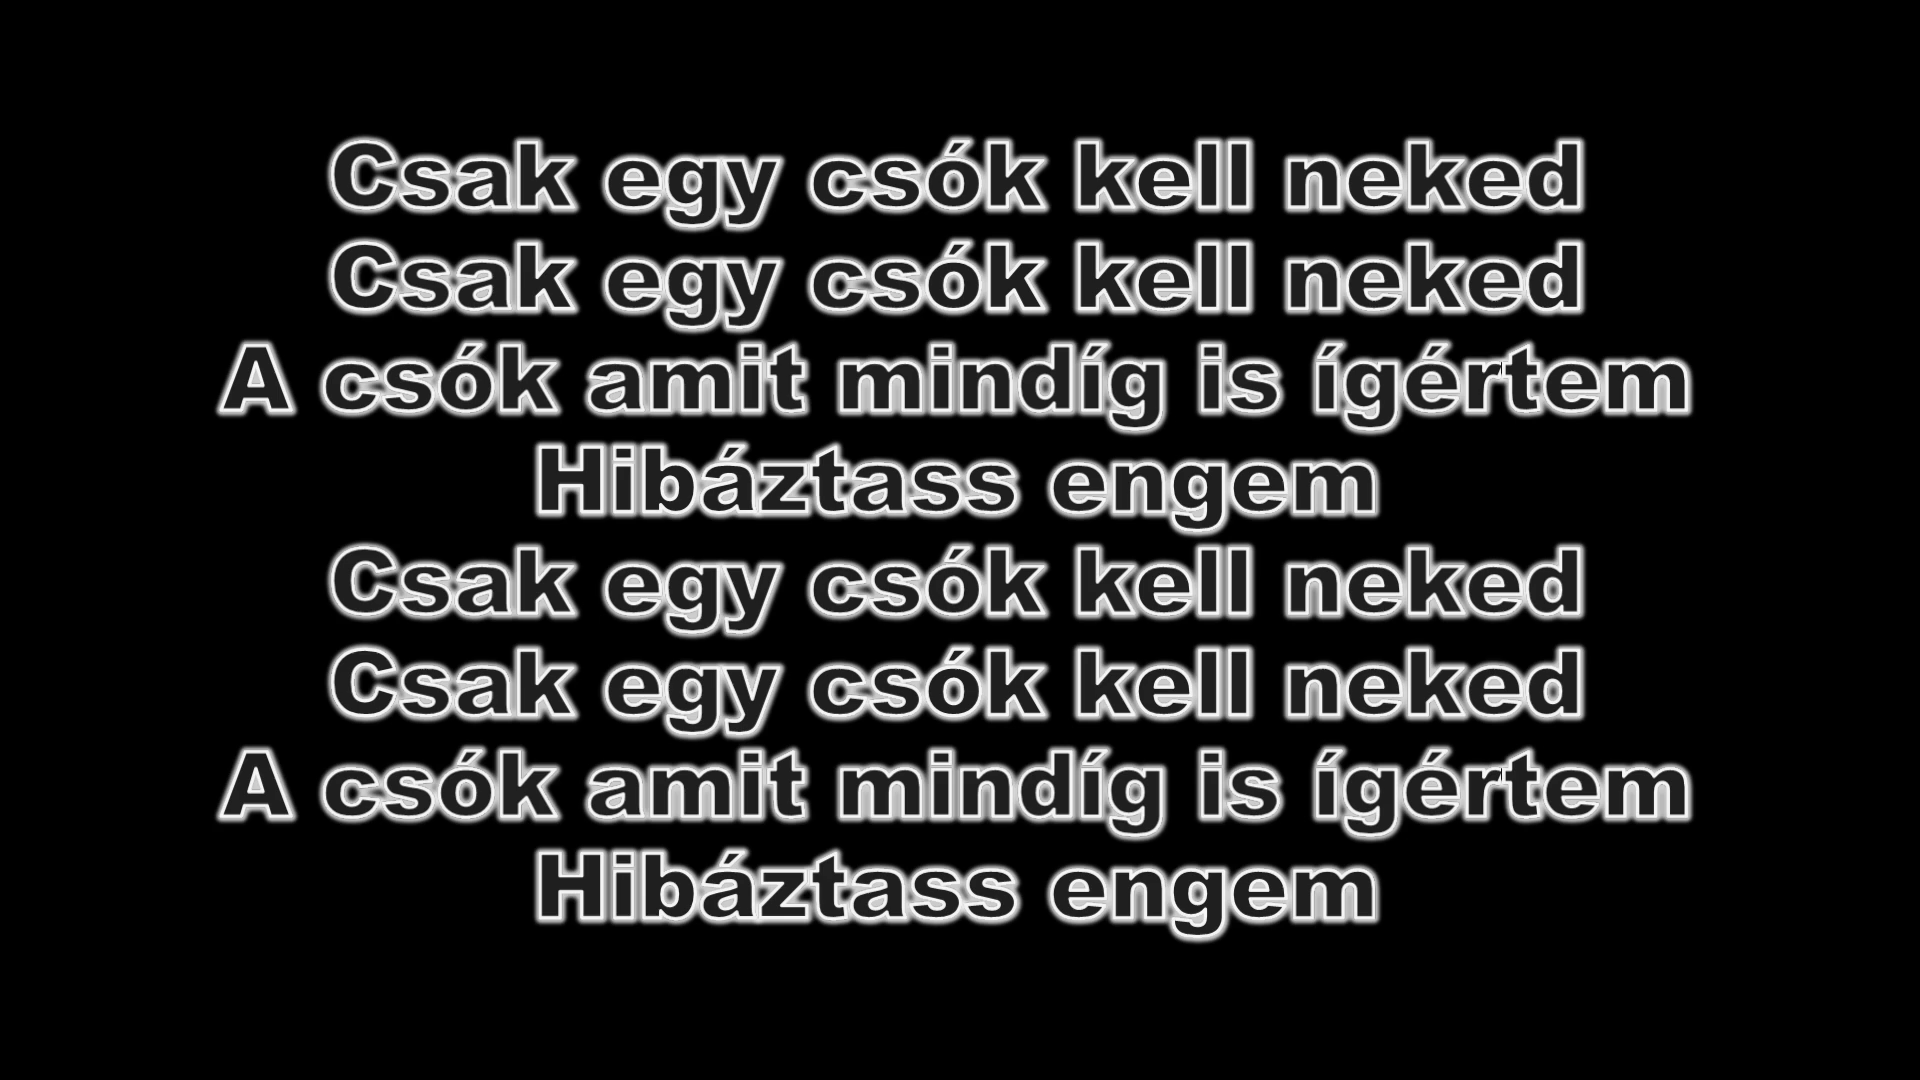 Csak egy csók kell neked
Csak egy csók kell neked
A csók amit mindíg is ígértem
Hibáztass engem
Csak egy csók kell neked
Csak egy csók kell neked
A csók amit mindíg is ígértem
Hibáztass engem